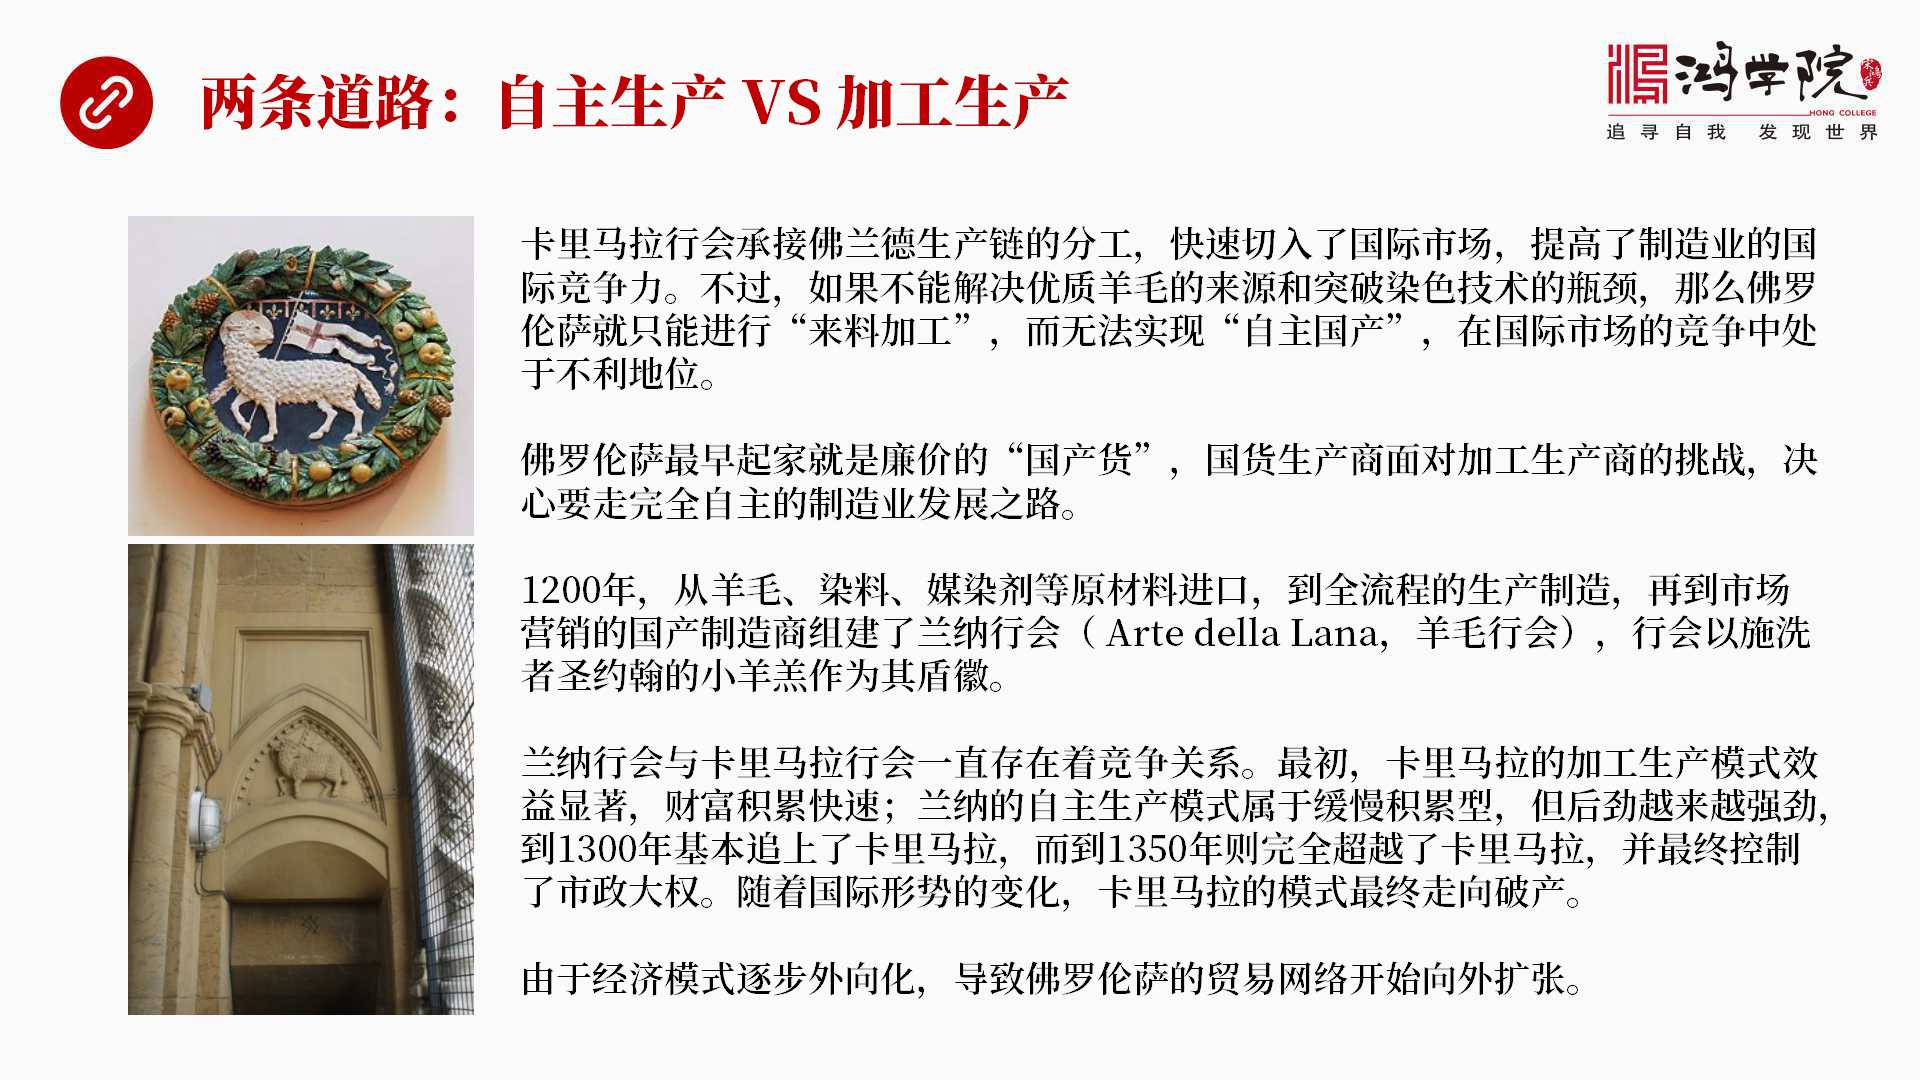 两条道路：自主生产 VS 加工生产
鸿学院
宋鸿兵
HONG COLLEGE
追寻自我 发现世界
卡里马拉行会承接佛兰德生产链的分工，快速切入了国际市场，提高了制造业的国
际竞争力。不过，如果不能解决优质羊毛的来源和突破染色技术的瓶颈，那么佛罗
伦萨就只能进行“来料加工”，而无法实现“自主国产”，在国际市场的竞争中处
于不利地位。
佛罗伦萨最早起家就是廉价的“国产货”，国货生产商面对加工生产商的挑战，决
心要走完全自主的制造业发展之路。
1200年，从羊毛、染料、媒染剂等原材料进口，到全流程的生产制造，再到市场
营销的国产制造商组建了兰纳行会（ Arte della Lana，羊毛行会），行会以施洗
者圣约翰的小羊羔作为其盾徽。
兰纳行会与卡里马拉行会一直存在着竞争关系。最初，卡里马拉的加工生产模式效
益显著，财富积累快速；兰纳的自主生产模式属于缓慢积累型，但后劲越来越强劲，
到1300年基本追上了卡里马拉，而到1350年则完全超越了卡里马拉，并最终控制
了市政大权。随着国际形势的变化，卡里马拉的模式最终走向破产。
由于经济模式逐步外向化，导致佛罗伦萨的贸易网络开始向外扩张。